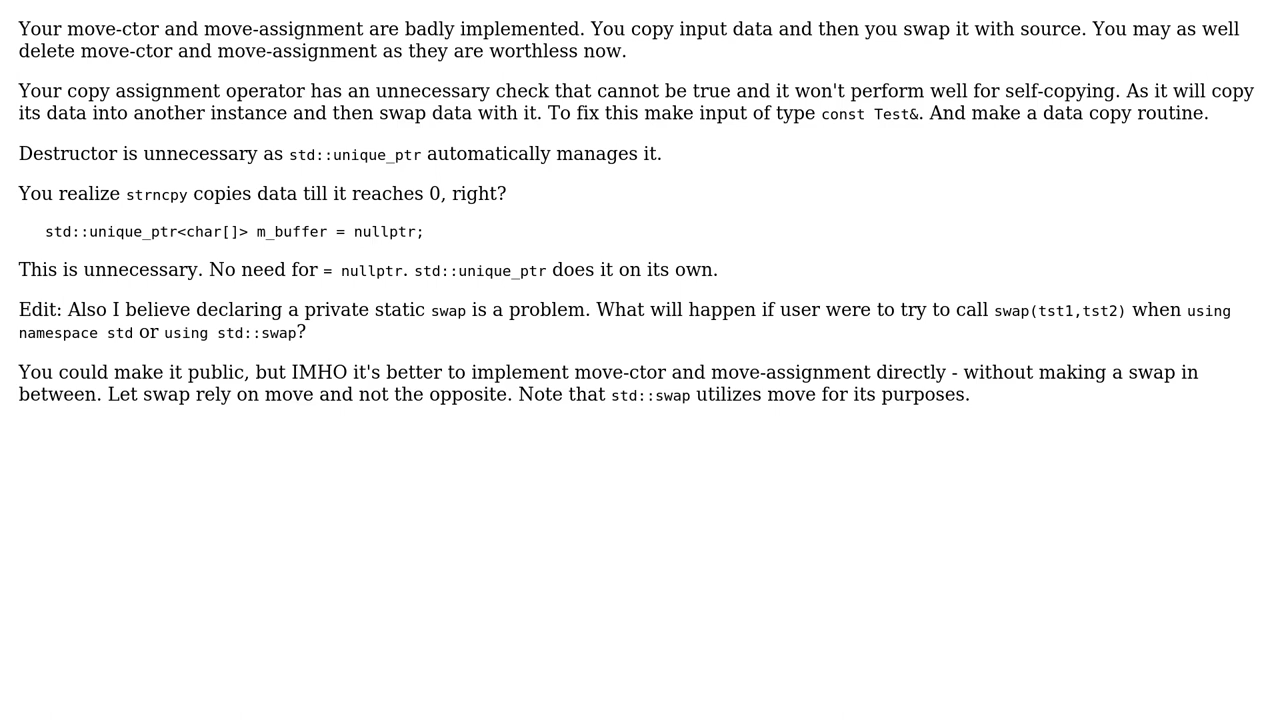 Your move-ctor and move-assignment are badly implemented. You copy input data and then you swap it with source. You may as well
delete move-ctor and move-assignment as they are worthless now.
Your copy assignment operator has an unnecessary check that cannot be true and it won't perform well for self-copying. As it will copy
its data into another instance and then swap data with it. To fix this make input of type const Test&. And make a data copy routine.
Destructor is unnecessary as std::unique_ptr automatically manages it.
You realize strncpy copies data till it reaches 0, right?
std::unique_ptr<char[]> m_buffer = nullptr;
This is unnecessary. No need for = nullptr. std::unique_ptr does it on its own.
Edit: Also I believe declaring a private static swap is a problem. What will happen if user were to try to call swap(tst1,tst2) when using
namespace std or using std::swap?
You could make it public, but IMHO it's better to implement move-ctor and move-assignment directly - without making a swap in
between. Let swap rely on move and not the opposite. Note that std::swap utilizes move for its purposes.